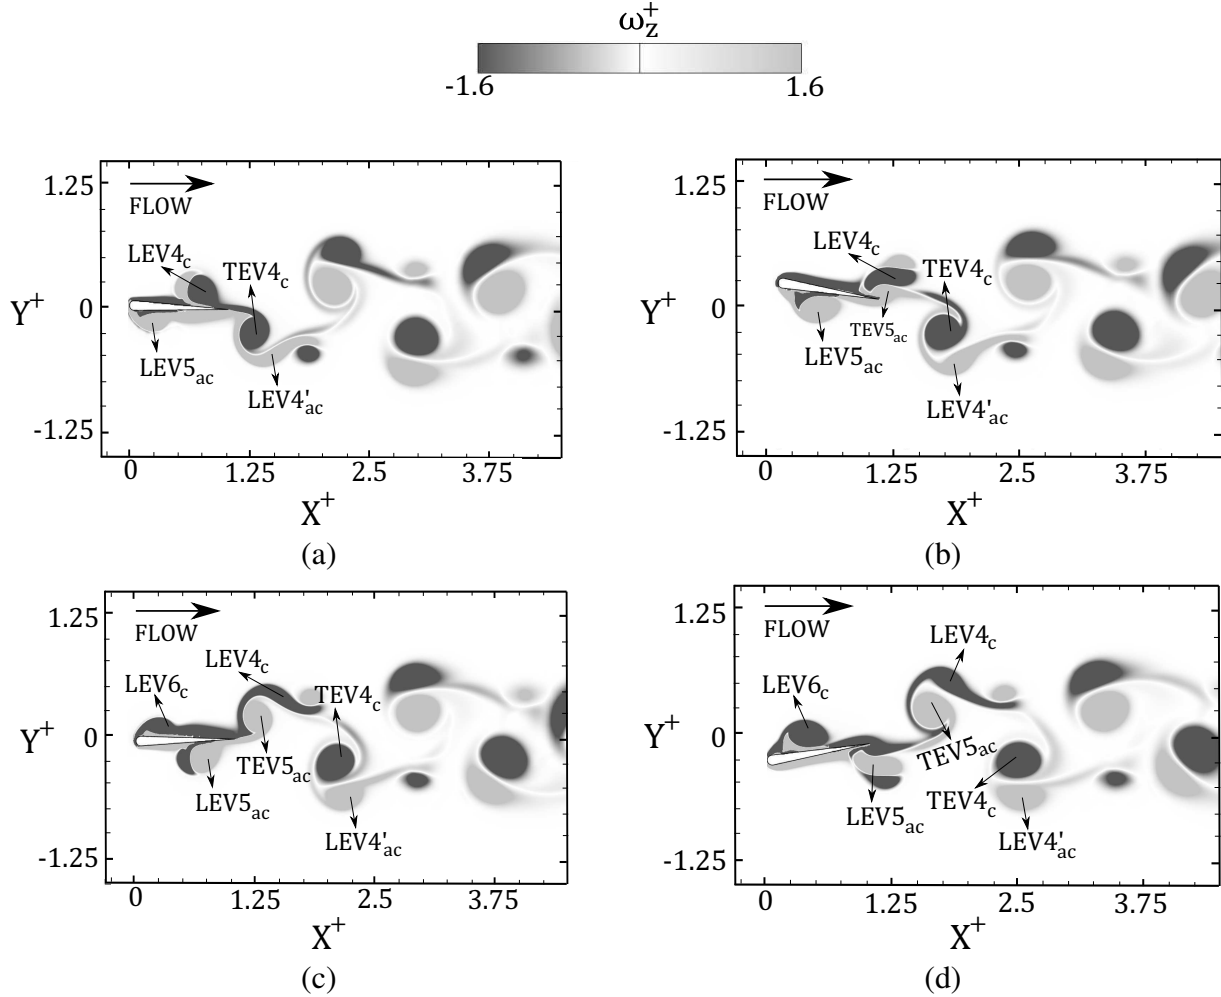 ω_z^+
-1.6 1.6
1.25
FLOW
LEV4_c
TEV4_c
Y^+
0
LEV5_ac
LEV4'_ac
-1.25
0 1.25 2.5 3.75
X^+
(a)
1.25
FLOW
LEV4_c
TEV4_c
Y^+
0
TEV5_ac
LEV5_ac
LEV4'_ac
-1.25
0 1.25 2.5 3.75
X^+
(b)
1.25
FLOW
LEV4_c
LEV6_c
TEV4_c
Y^+
0
TEV5_ac
LEV5_ac
LEV4'_ac
-1.25
0 1.25 2.5 3.75
X^+
(c)
1.25
FLOW
LEV4_c
LEV6_c
Y^+
0
TEV5_ac
TEV4_c
LEV5_ac
LEV4'_ac
-1.25
0 1.25 2.5 3.75
X^+
(d)